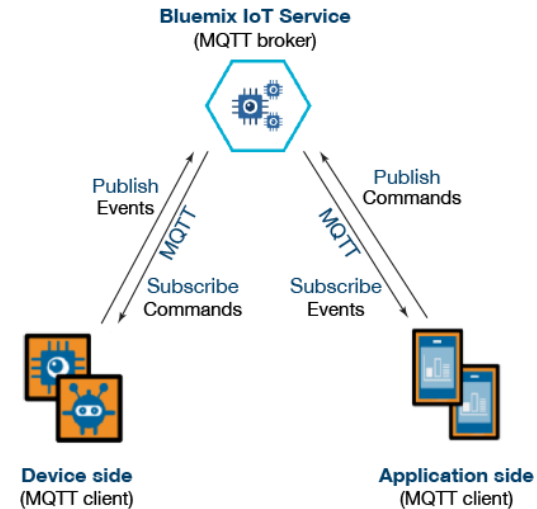 Bluemix IoT Service
(MQTT broker)
Publish
Events
MQTT
Subscribe
Commands
Publish
Commands
MQTT
Subscribe
Events
Device side
(MQTT client)
Application side
(MQTT client)